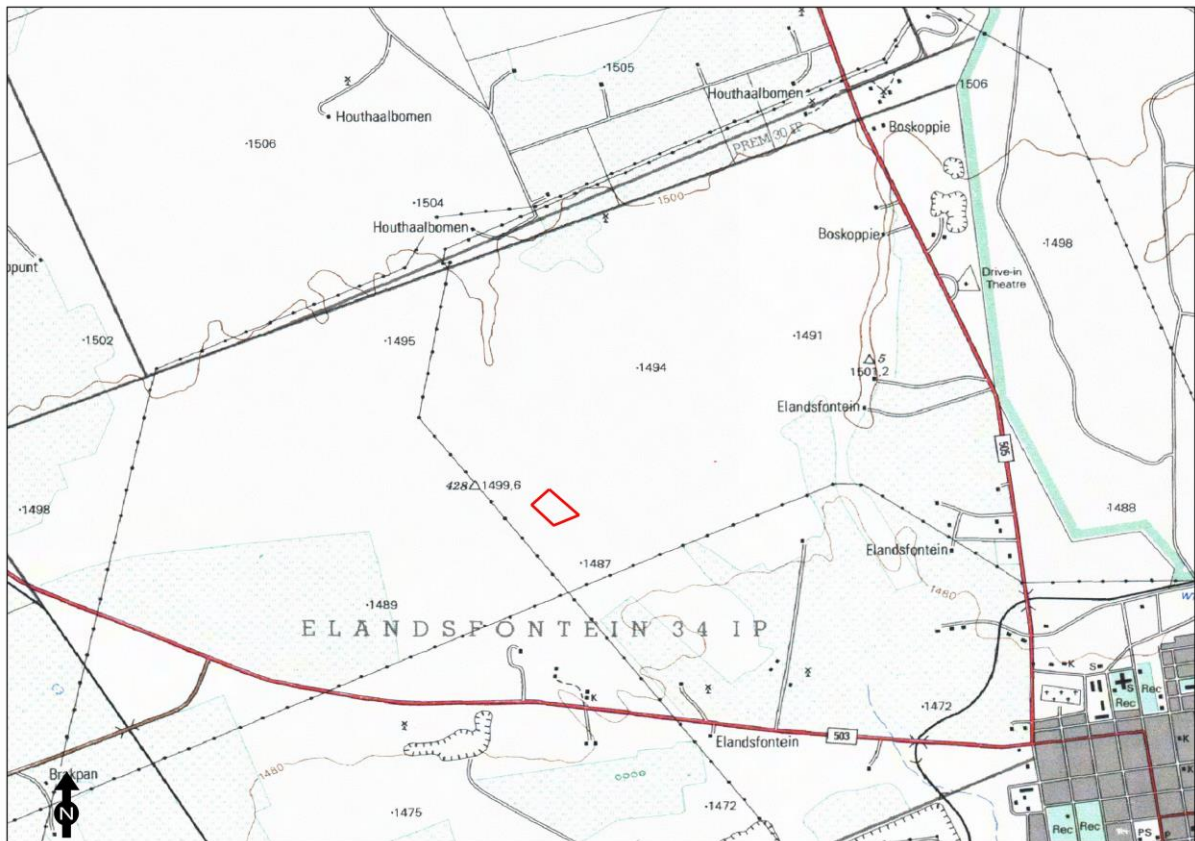 ·1505
1506
Houthaalbomen
Houthaalbomen
·1506
Boskoppie
PREM 30 IP
1500
·1504
Houthaalbomen
Boskoppie
·1498
Drive-in
Theatre
·1502
·1495
·1491
·1494
5
1501,2
Elandsfontein
505
428
1499,6
·1498
·1488
Elandsfontein
·1487
1460
·1489
ELANDSFONTEIN 34 IP
K
S
K
S
Rec
Rec
·1472
Elandsfontein
503
K
K
1480
Brakpan
N
·1475
·1472
Rec
Rec
PS
P